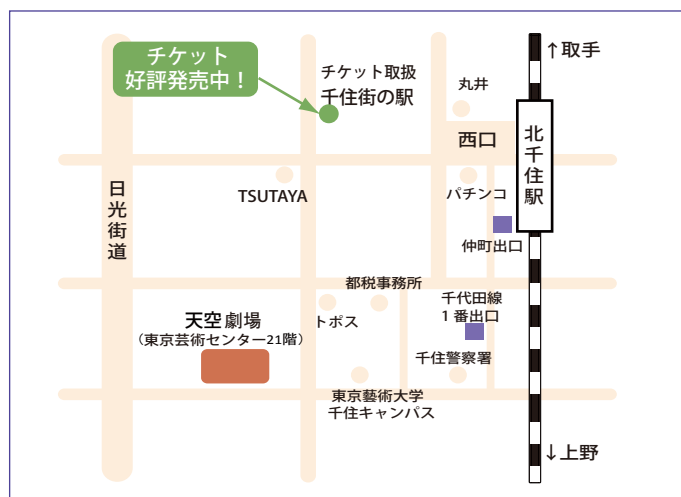 チケット
好評発売中！
チケット取扱
千住街の駅
↑取手
丸井
西口
北千住駅
TSUTAYA
パチンコ
日光街道
仲町出口
都税事務所
千代田線
1番出口
トポス
天空劇場
（東京芸術センター21階）
千住警察署
東京藝術大学
千住キャンパス
↓上野